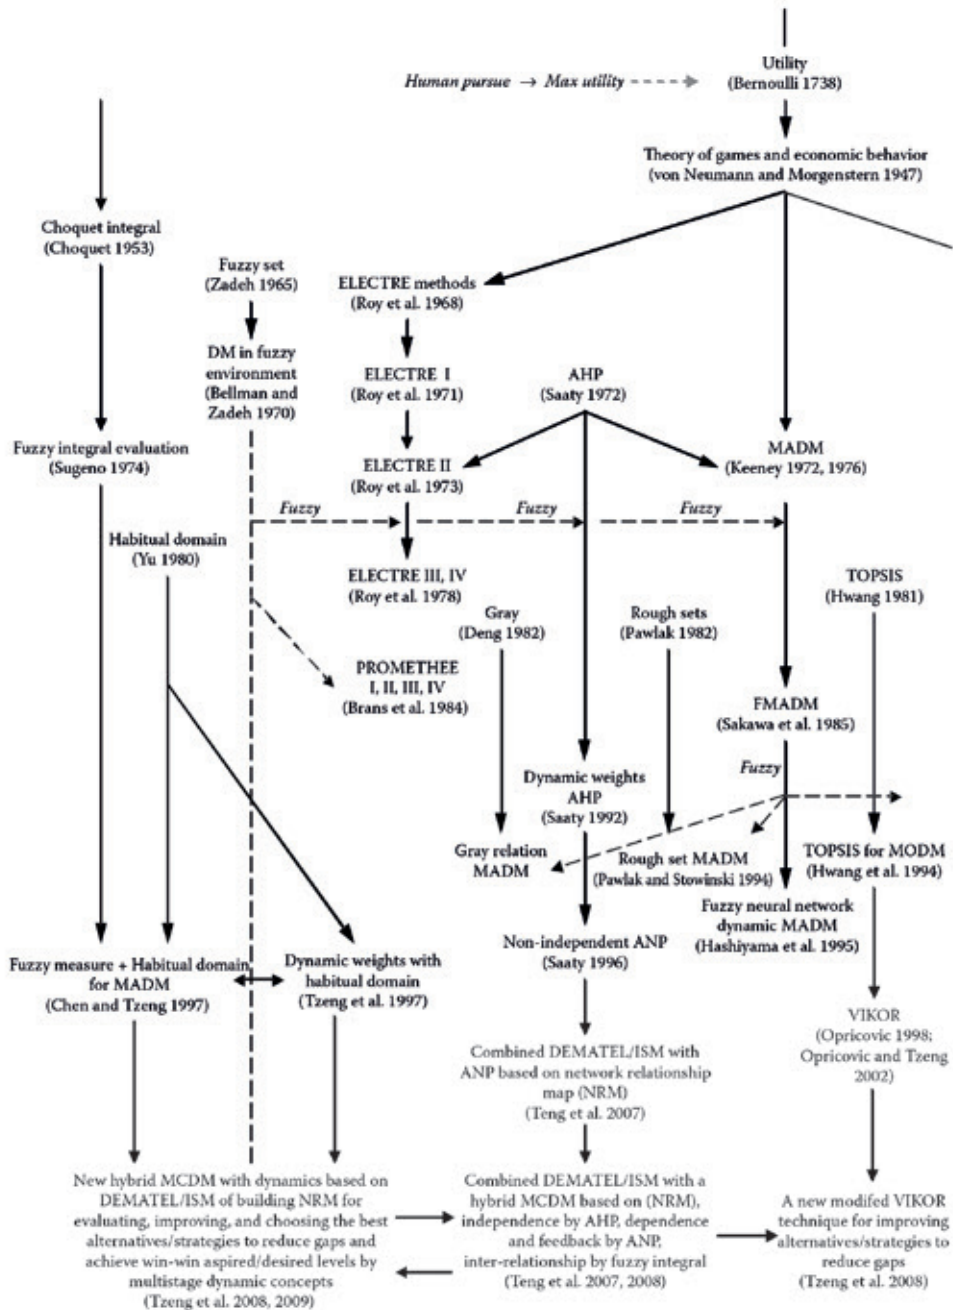 Utility
(Bernoulli 1738)
Human pursue → Max utility
Theory of games and economic behavior
(von Neumann and Morgenstern 1947)
Choquet integral
(Choquet 1953)
Fuzzy set
(Zadeh 1965)
ELECTRE methods
(Roy et al. 1968)
DM in fuzzy
environment
(Bellman and
Zadeh 1970)
ELECTRE I
(Roy et al. 1971)
AHP
(Saaty 1972)
Fuzzy integral evaluation
(Sugeno 1974)
ELECTRE II
(Roy et al. 1973)
MADM
(Keeney 1972, 1976)
Fuzzy
Fuzzy
Fuzzy
Habitual domain
(Yu 1980)
ELECTRE III, IV
(Roy et al. 1978)
TOPSIS
(Hwang 1981)
Gray
(Deng 1982)
Rough sets
(Pawlak 1982)
PROMETHEE
I, II, III, IV
(Brans et al. 1984)
FMADM
(Sakawa et al. 1985)
Fuzzy
Dynamic weights
AHP
(Saaty 1992)
Gray relation
MADM
Rough set MADM
(Pawlak and Stowinski 1994)
TOPSIS for MODM
(Hwang et al. 1994)
Fuzzy neural network
dynamic MADM
(Hashiyama et al. 1995)
Non-independent ANP
(Saaty 1996)
Fuzzy measure + Habitual domain
for MADM
(Chen and Tzeng 1997)
Dynamic weights with
habitual domain
(Tzeng et al. 1997)
VIKOR
(Opricovic 1998;
Opricovic and Tzeng
2002)
Combined DEMATEL/ISM with
ANP based on network relationship
map (NRM)
(Teng et al. 2007)
New hybrid MCDM with dynamics based on
DEMATEL/ISM of building NRM for
evaluating, improving, and choosing the best
alternatives/strategies to reduce gaps and
achieve win-win aspired/desired levels by
multistage dynamic concepts
(Tzeng et al. 2008, 2009)
Combined DEMATEL/ISM with a
hybrid MCDM based on (NRM),
independence by AHP, dependence
and feedback by ANP,
inter-relationship by fuzzy integral
(Teng et al. 2007, 2008)
A new modifed VIKOR
technique for improving
alternatives/strategies to
reduce gaps
(Tzeng et al. 2008)